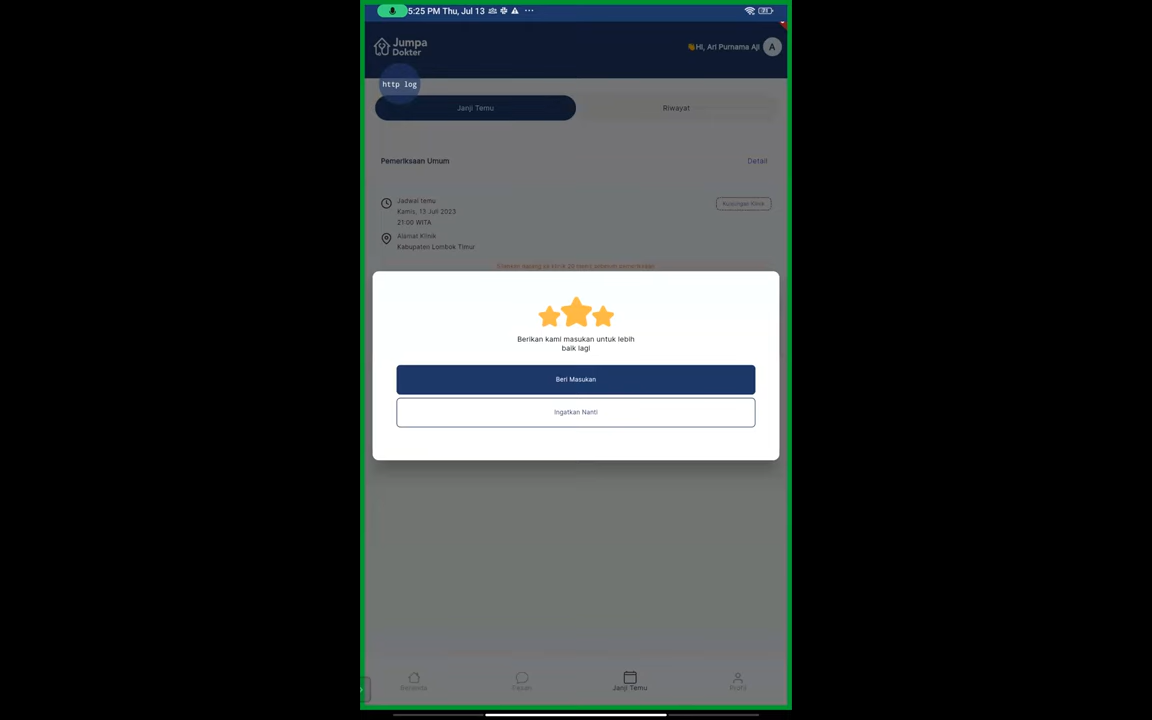 5:25 PM Thu, Jul 13
Jumpa
Dokter
Hi, Ari Purnama Aji
A
http log
Janji Temu
Riwayat
Pemeriksaan Umum
Detail
Jadwal Temu
Kamis, 13 Juli 2023
21:00 WITA
Kunjungan Klinik
Alamat Klinik
Kabupaten Lombok Timur
Berikan kami masukan untuk lebih
baik lagi
Beri Masukan
Ingatkan Nanti
Beranda
Pesan
Janji Temu
Profil